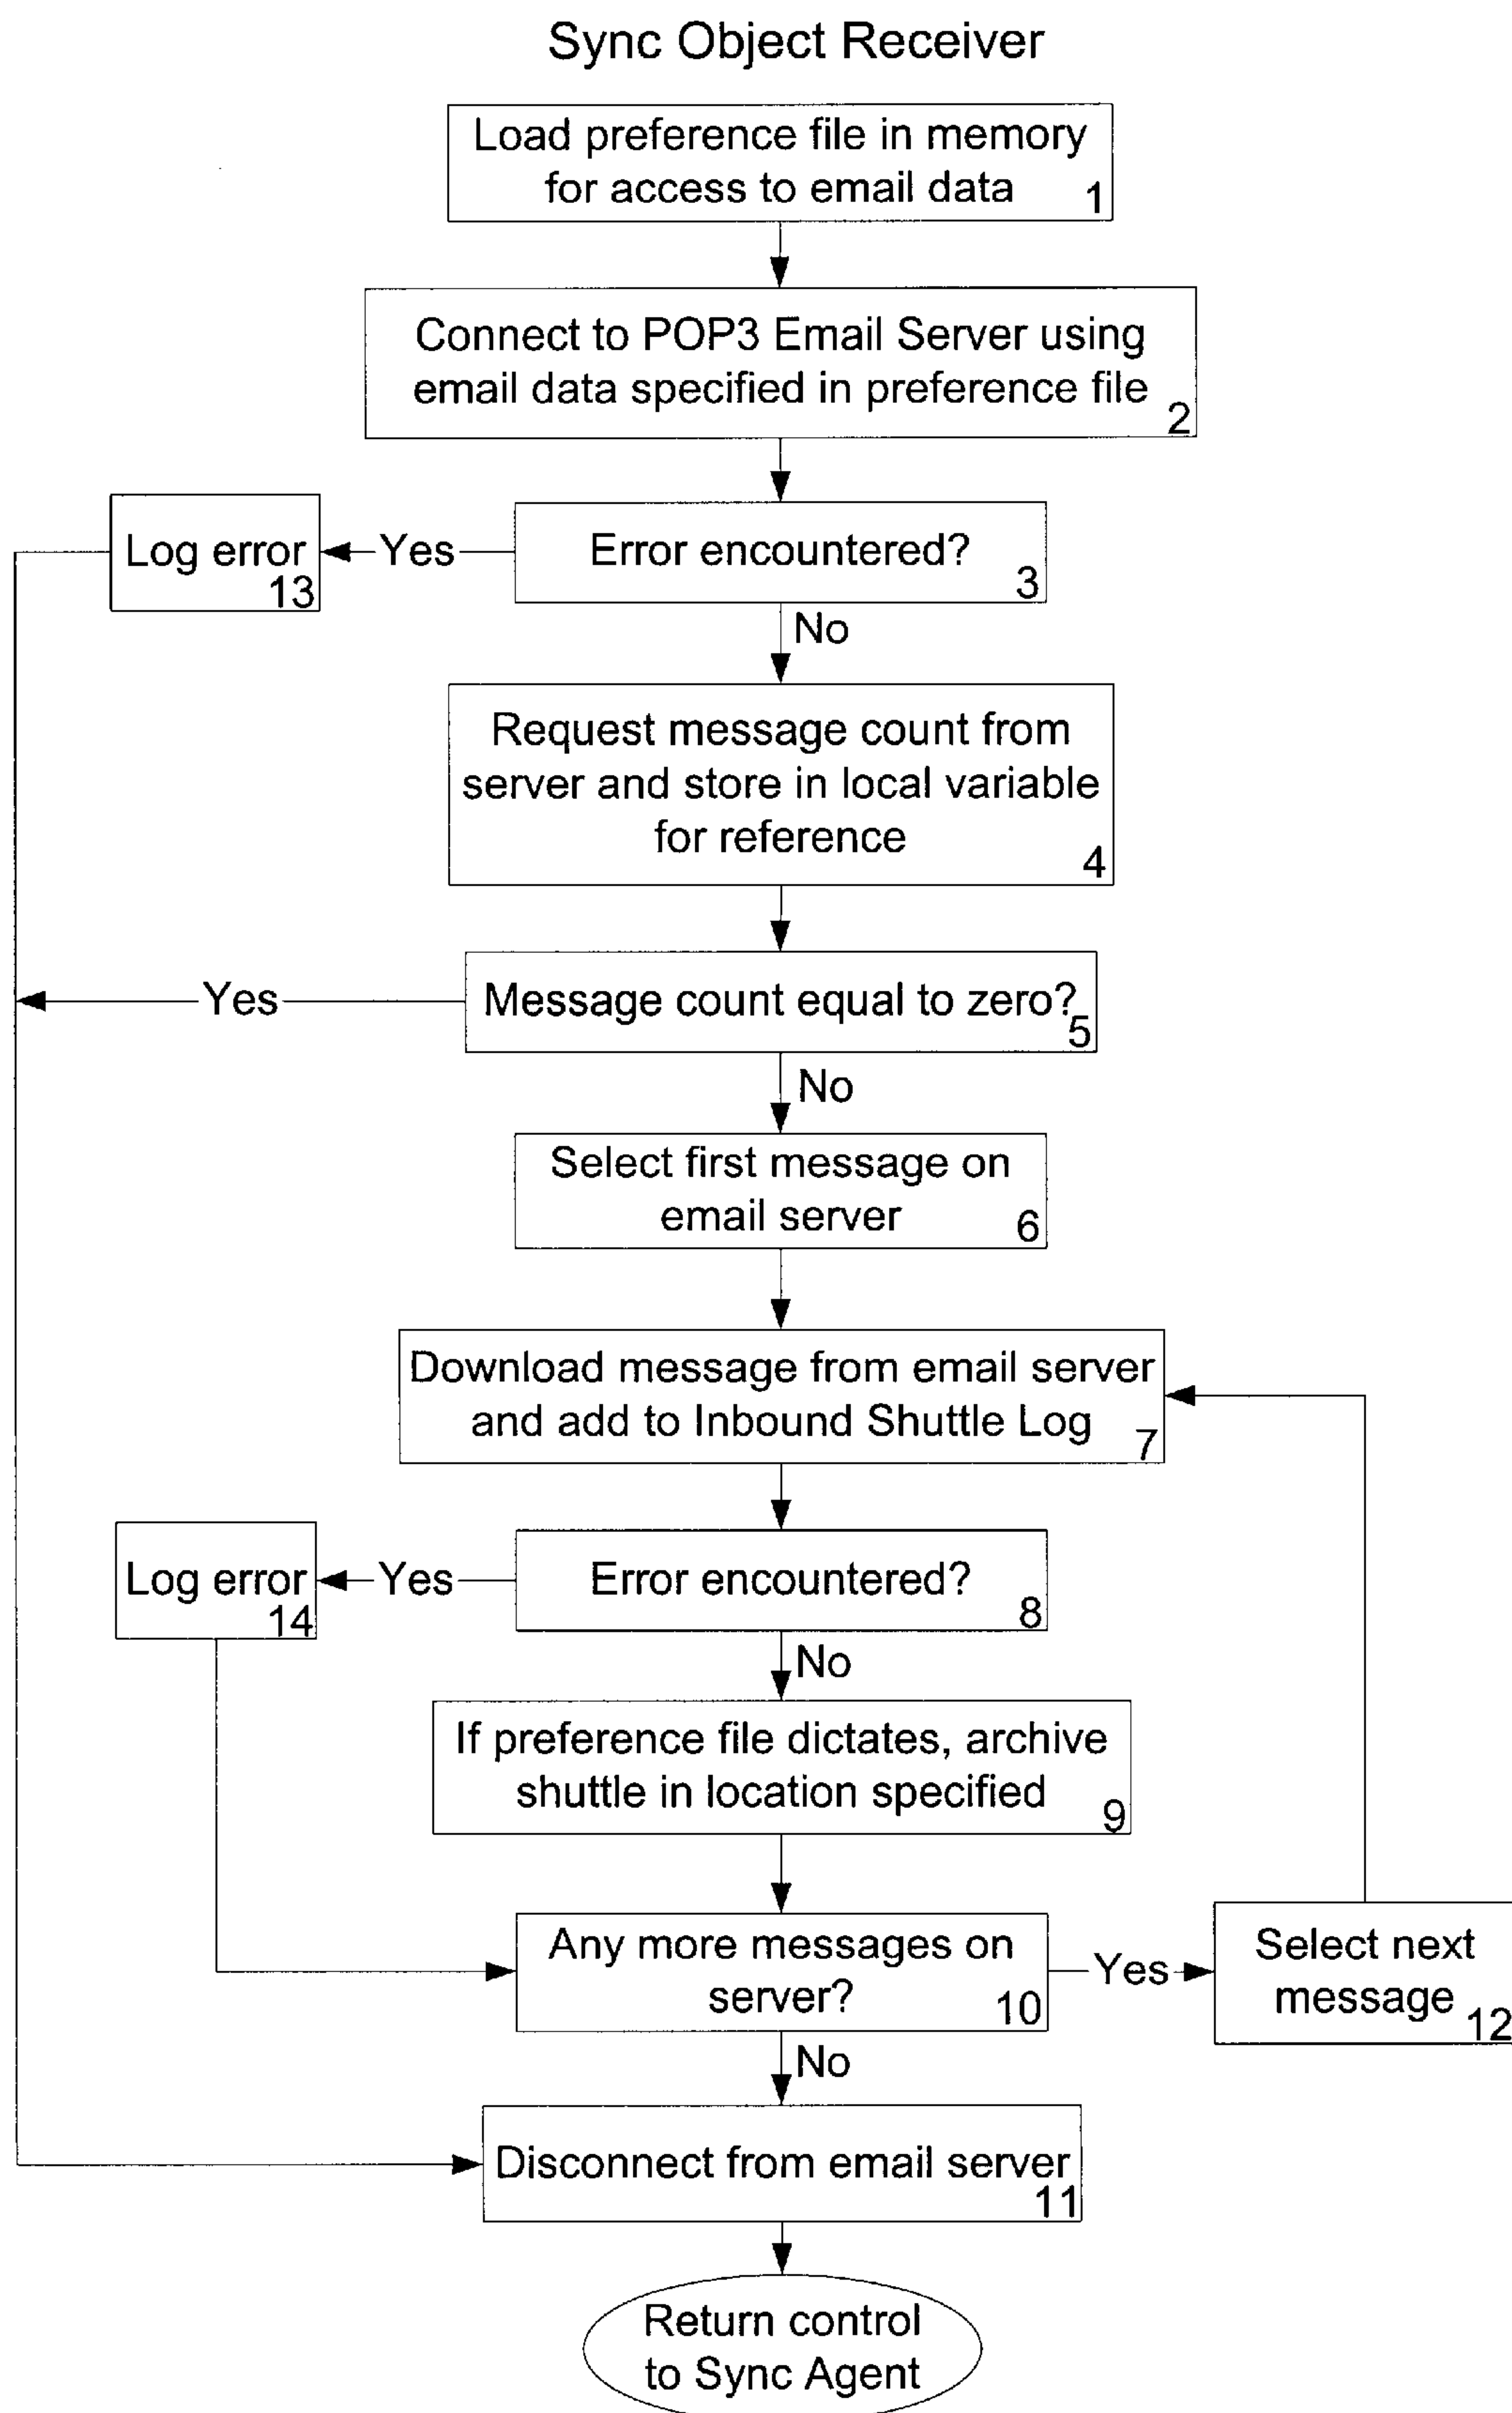 Sync Object Receiver
Load preference file in memory
for access to email data
1
Connect to POP3 Email Server using
email data specified in preference file
2
Log error
13
Yes
Error encountered?
3
No
Request message count from
server and store in local variable
for reference
4
Yes
Message count equal to zero?
5
No
Select first message on
email server
6
Download message from email server
and add to Inbound Shuttle Log
7
Log error
14
Yes
Error encountered?
8
No
If preference file dictates, archive
shuttle in location specified
9
Any more messages on
server?
10
Yes
Select next
message
12
No
Disconnect from email server
11
Return control
to Sync Agent